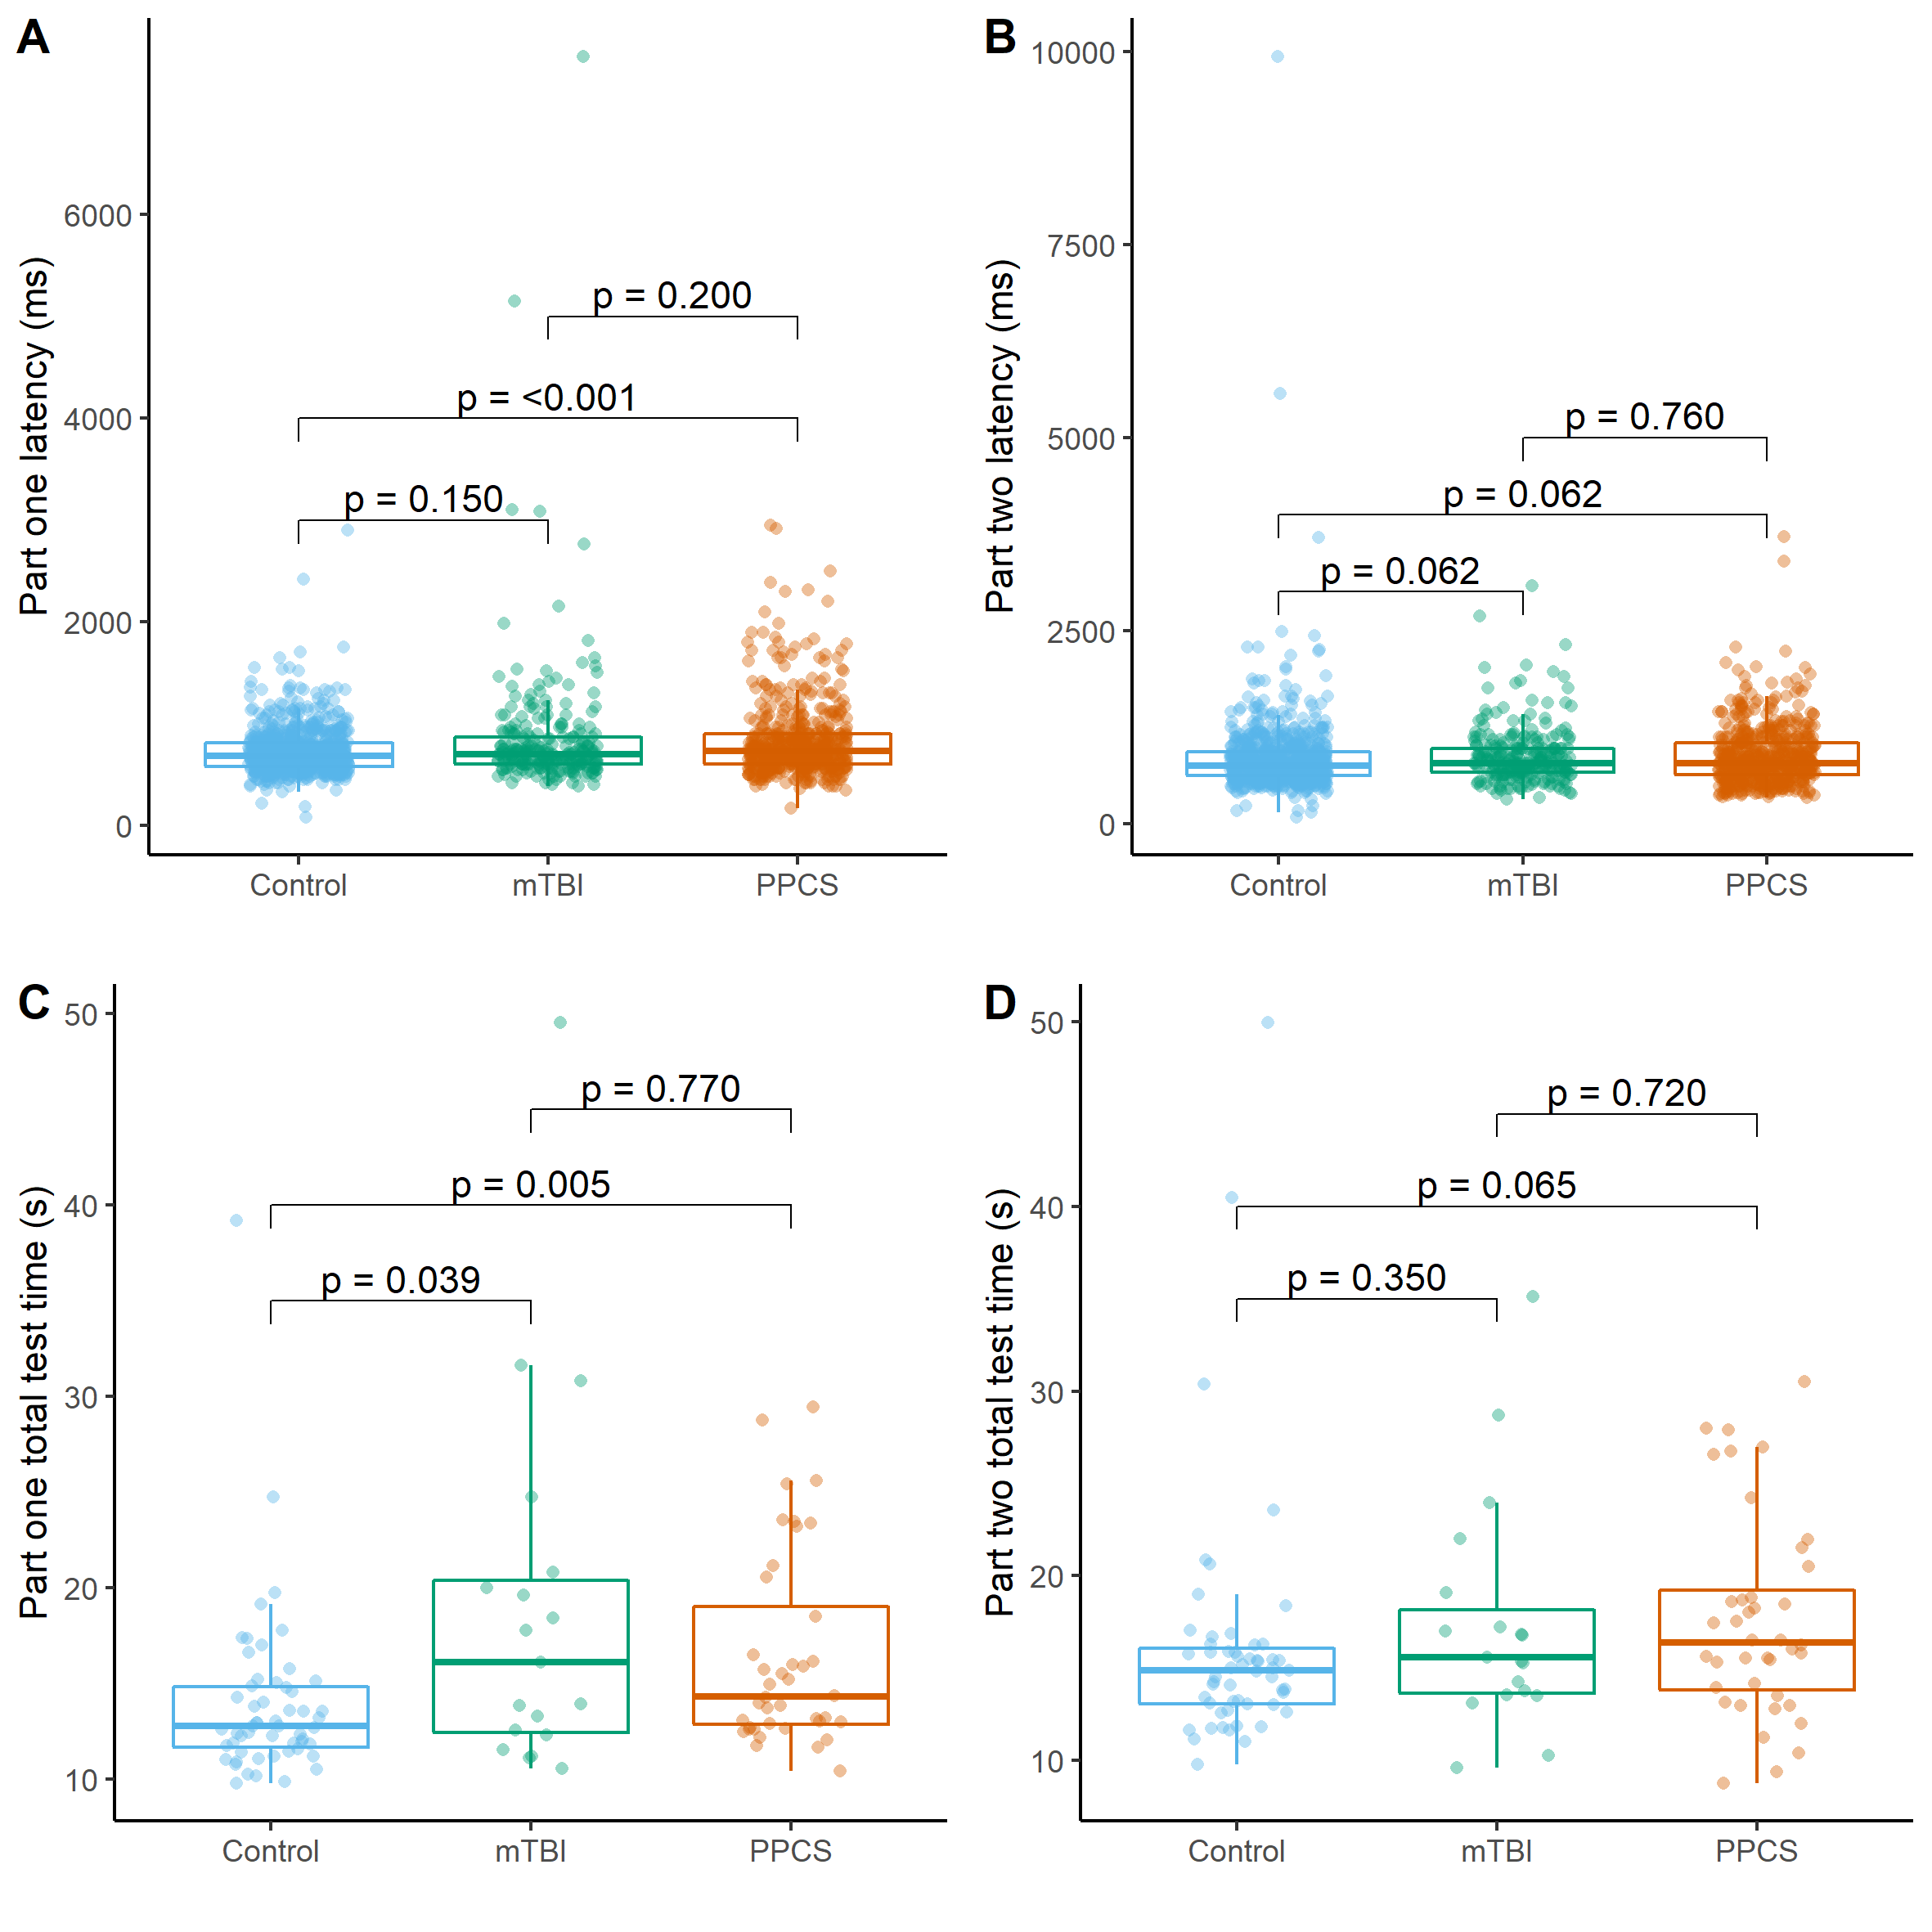 A
Part one latency (ms)
6000
4000
2000
0
p = 0.200
p = <0.001
p = 0.150
Control
mTBI
PPCS
B
Part two latency (ms)
10000
7500
5000
2500
0
p = 0.760
p = 0.062
p = 0.062
Control
mTBI
PPCS
C
Part one total test time (s)
50
40
30
20
10
p = 0.770
p = 0.005
p = 0.039
Control
mTBI
PPCS
D
Part two total test time (s)
50
40
30
20
10
p = 0.720
p = 0.065
p = 0.350
Control
mTBI
PPCS